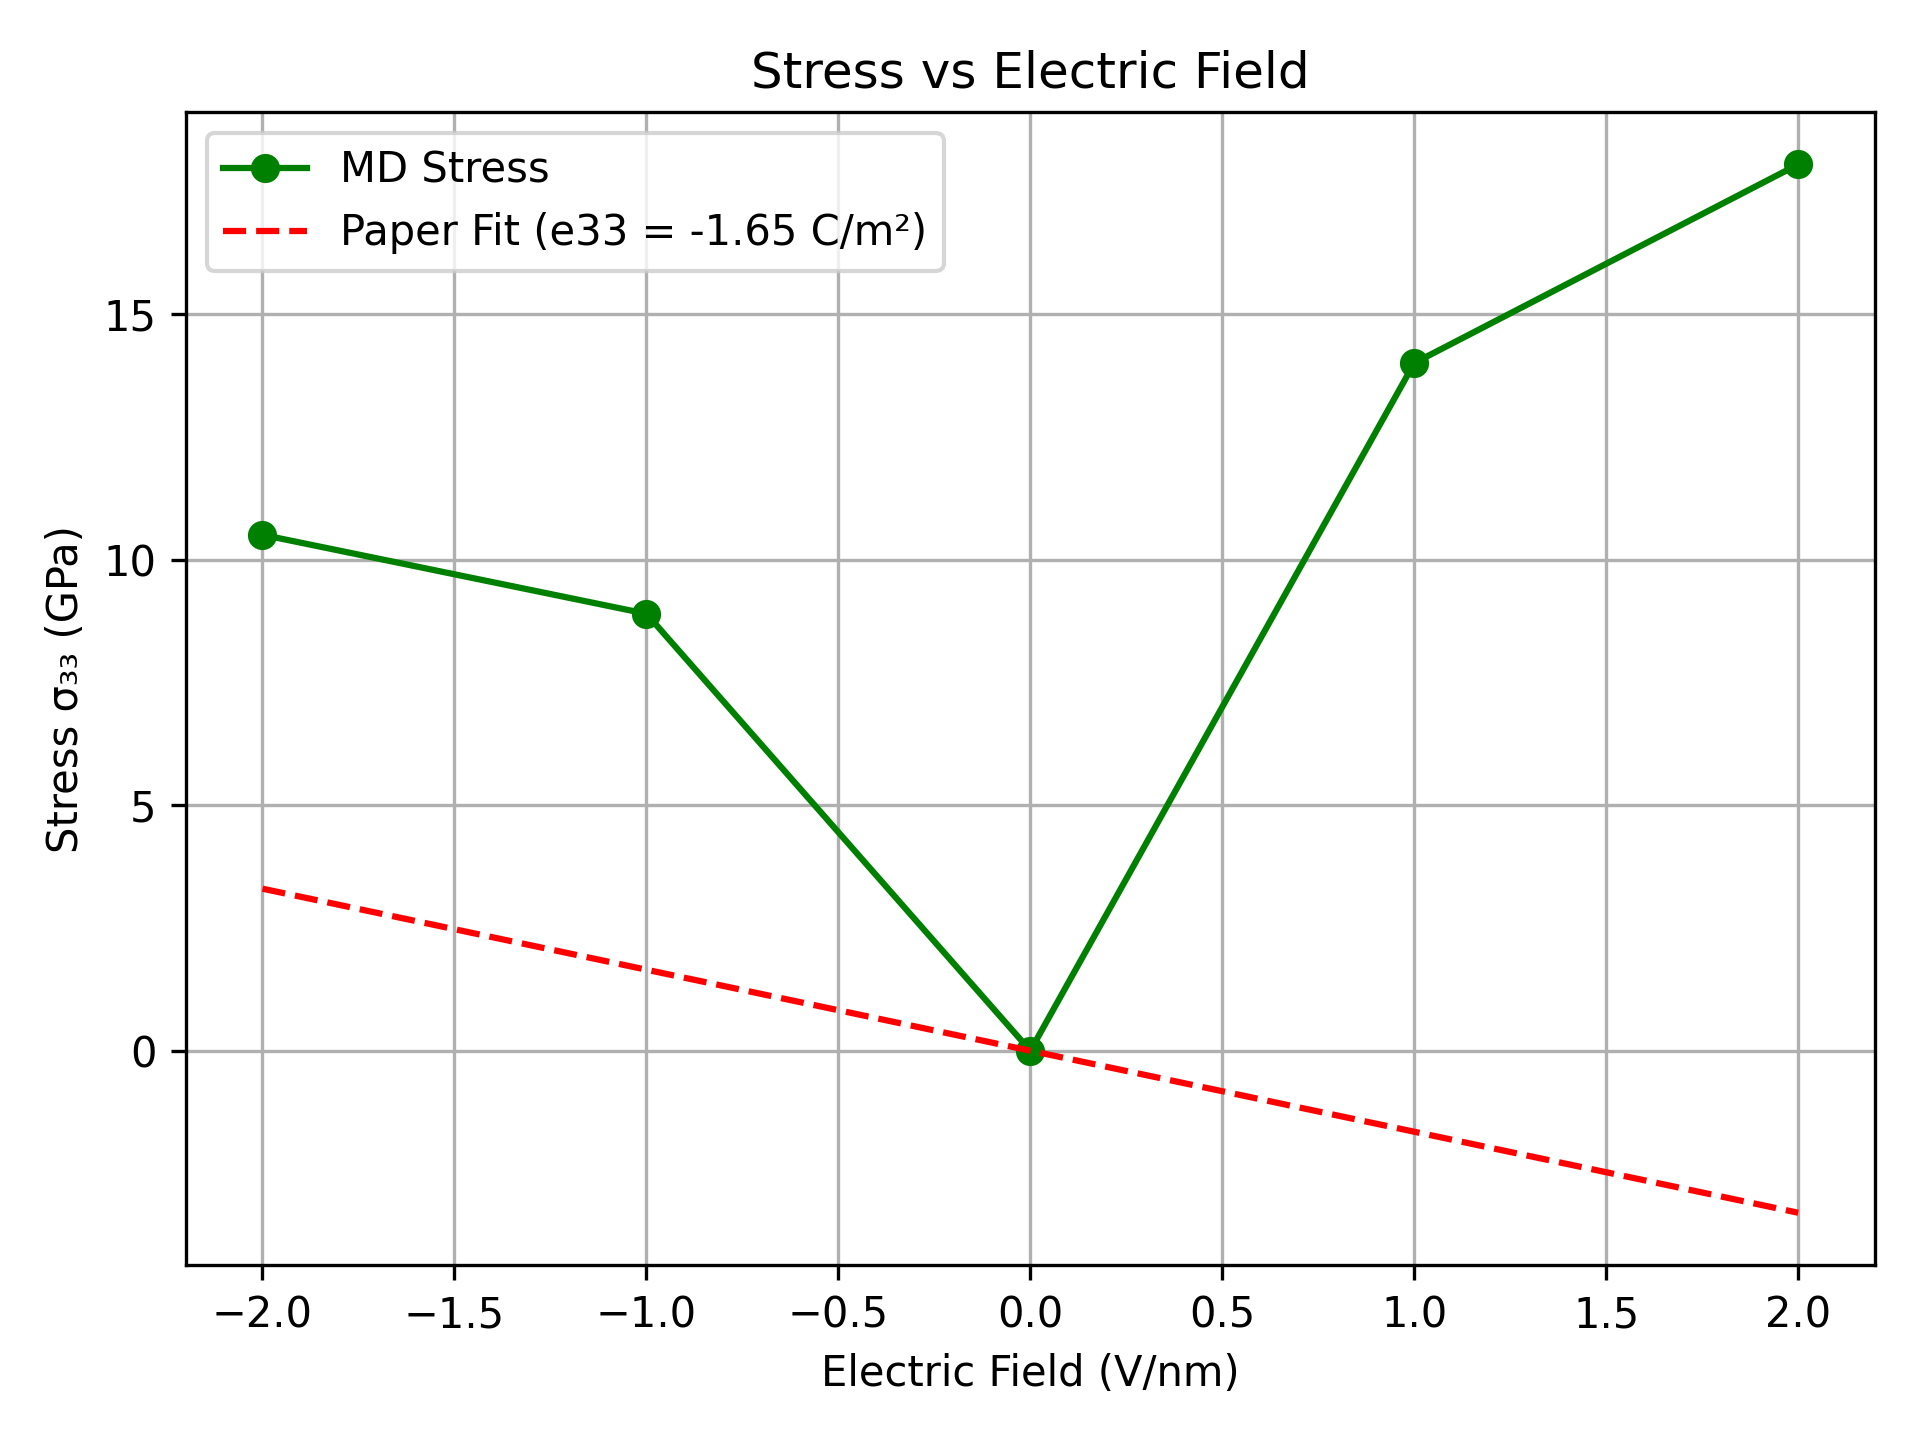 Stress vs Electric Field
MD Stress
Paper Fit (e33 = -1.65 C/m²)
Stress σ₃₃ (GPa)
15
10
5
0
−2.0 −1.5 −1.0 −0.5 0.0 0.5 1.0 1.5 2.0
Electric Field (V/nm)